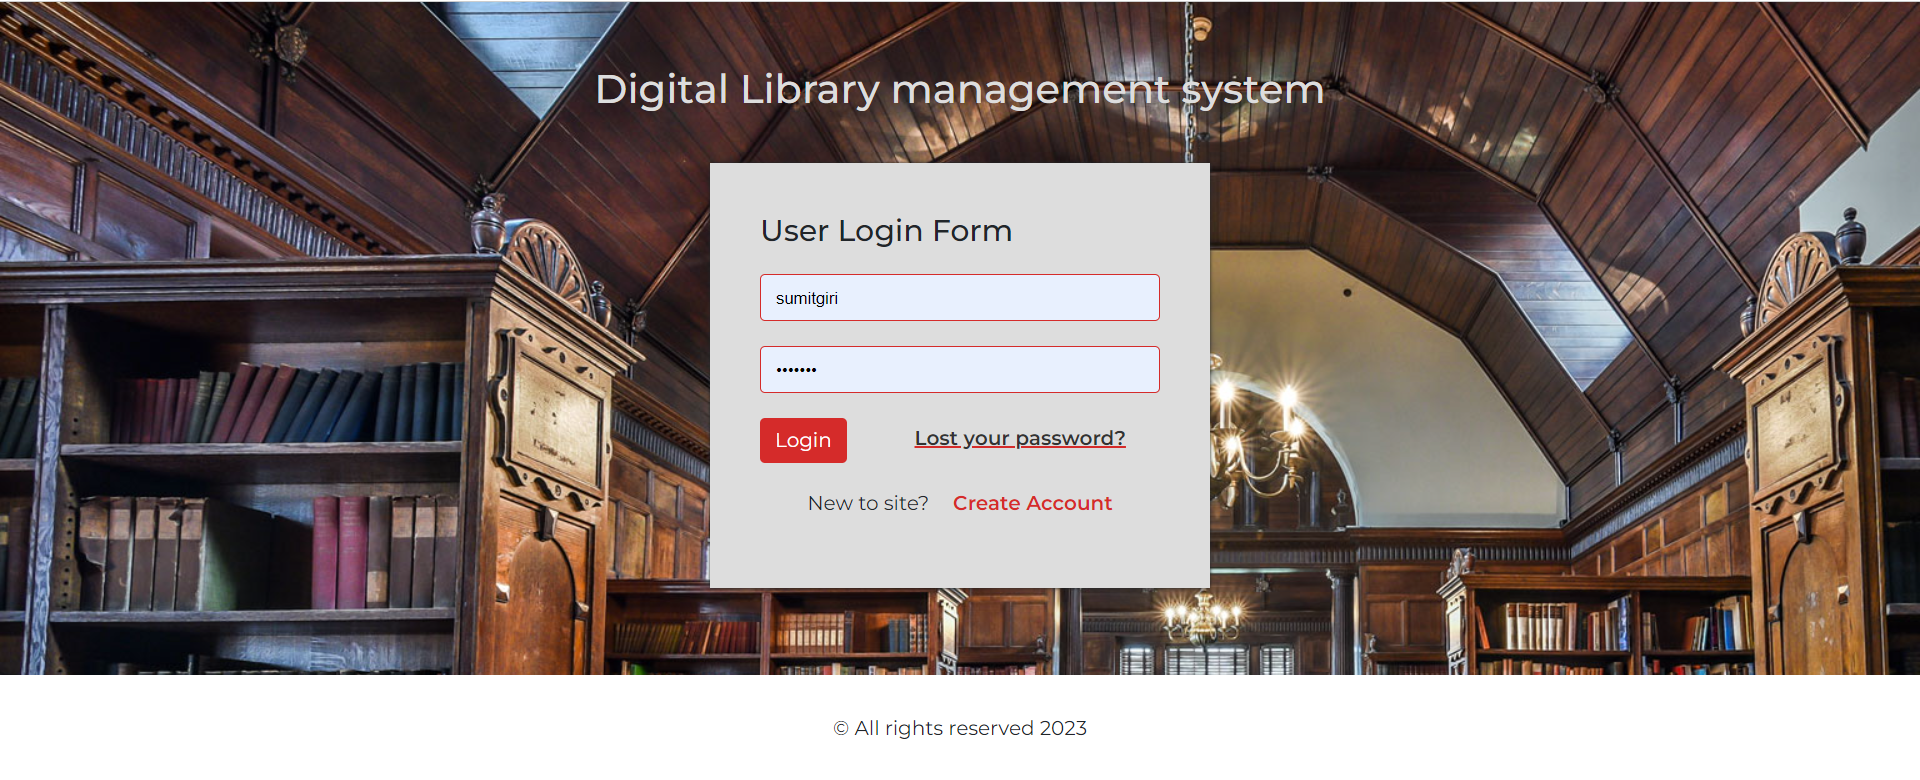 Digital Library management system
User Login Form
sumitgiri
•••••••
Login
Lost your password?
New to site? Create Account
© All rights reserved 2023